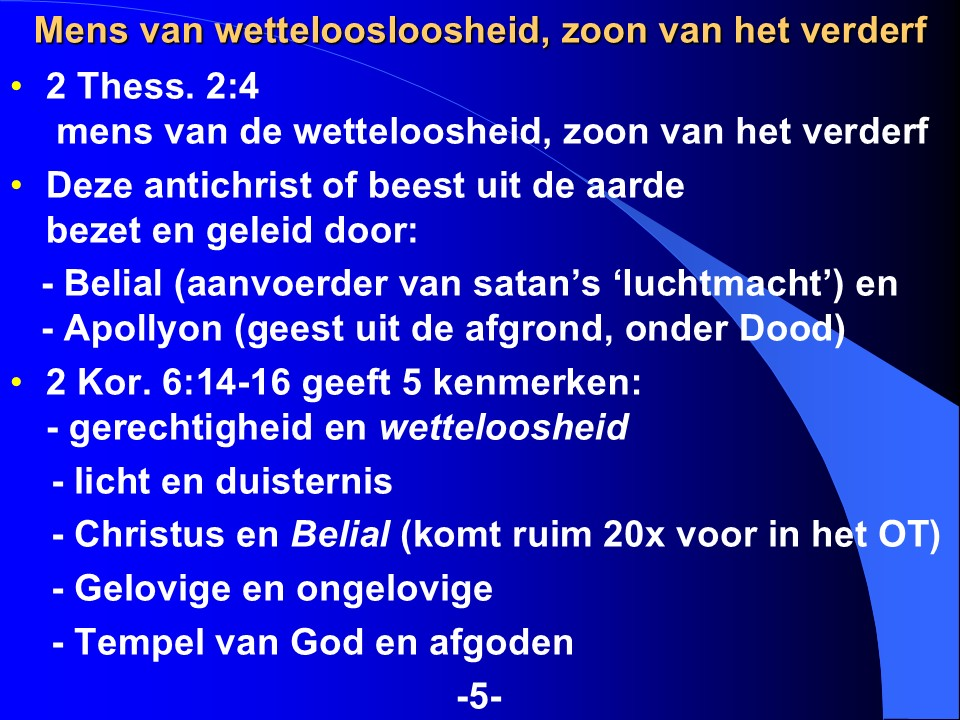 Mens van wetteloosloosheid, zoon van het verderf
• 2 Thess. 2:4
mens van de wetteloosheid, zoon van het verderf
• Deze antichrist of beest uit de aarde
bezet en geleid door:
- Belial (aanvoerder van satan’s ‘luchtmacht’) en
- Apollyon (geest uit de afgrond, onder Dood)
• 2 Kor. 6:14-16 geeft 5 kenmerken:
- gerechtigheid en wetteloosheid
- licht en duisternis
- Christus en Belial (komt ruim 20x voor in het OT)
- Gelovige en ongelovige
- Tempel van God en afgoden
-5-